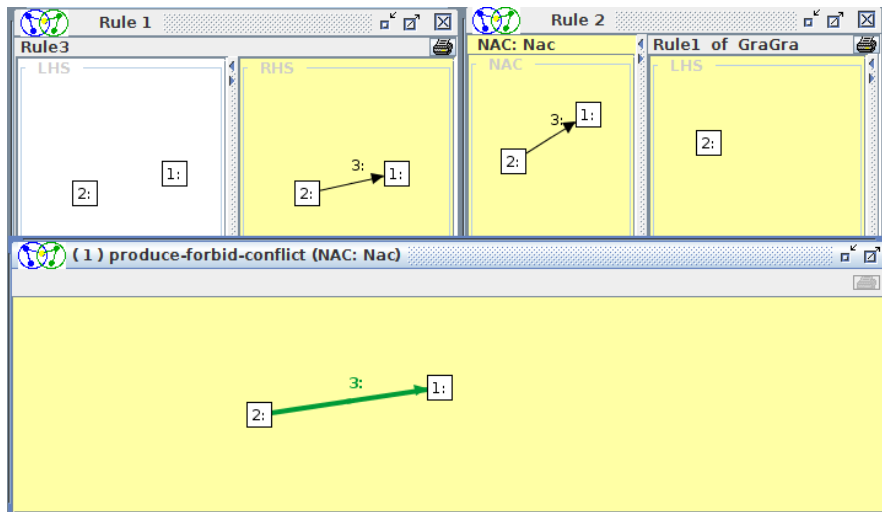 Rule 1
Rule3
LHS
RHS
2:
1:
3:
2:
1:
Rule 2
NAC: Nac
Rule1 of GraGra
NAC
LHS
3:
1:
2:
2:
( 1 ) produce-forbid-conflict (NAC: Nac)
3:
1:
2: